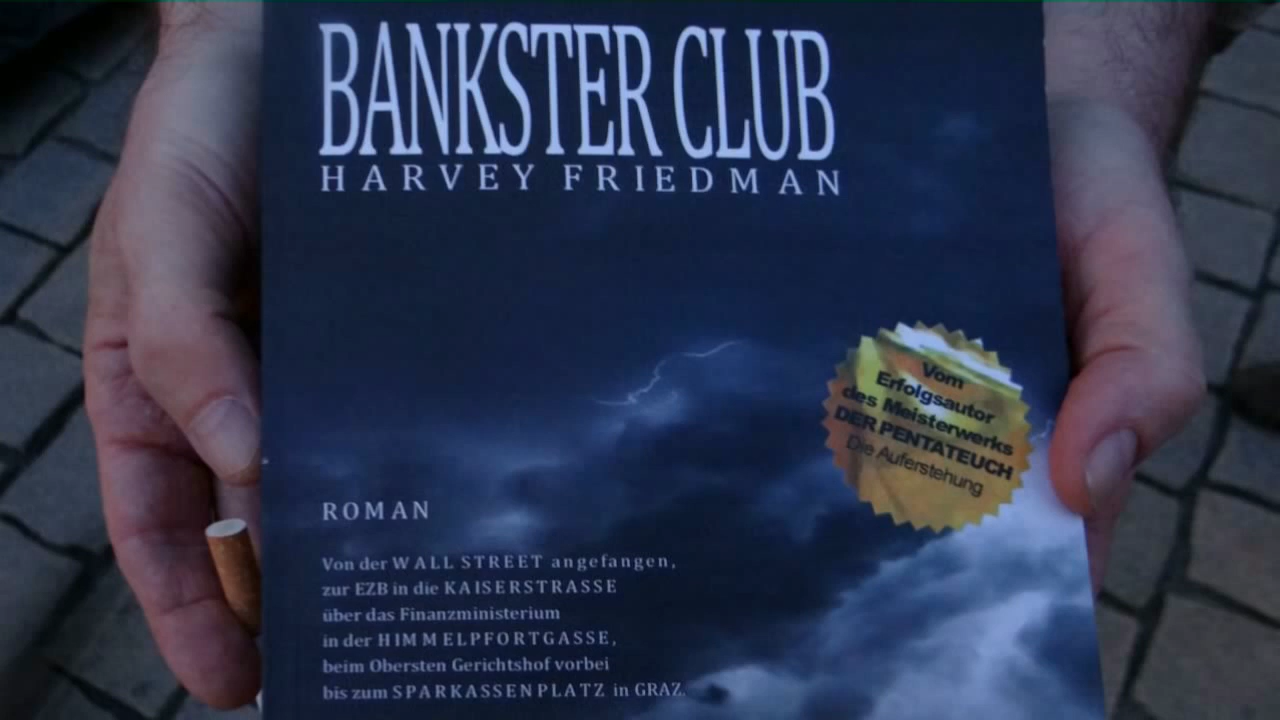 BANKSTER CLUB
HARVEY FRIEDMAN
Vom
Erfolgsautor
des Meisterwerks
DER PENTATEUCH
Die Auferstehung
ROMAN
Von der WALL STREET angefangen,
zur EZB in die KAISERSTRASSE
über das Finanzministerium
in der HIMMELPFORTGASSE,
beim Obersten Gerichtshof vorbei
bis zum SPARKASSENPLATZ in GRAZ.